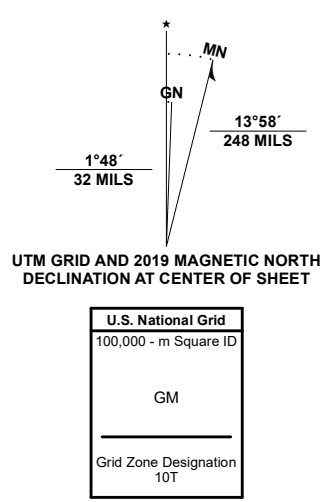 ★
MN
GN
13°58´
248 MILS
1°48´
32 MILS
UTM GRID AND 2019 MAGNETIC NORTH
DECLINATION AT CENTER OF SHEET
U.S. National Grid
100,000 - m Square ID
GM
Grid Zone Designation
10T